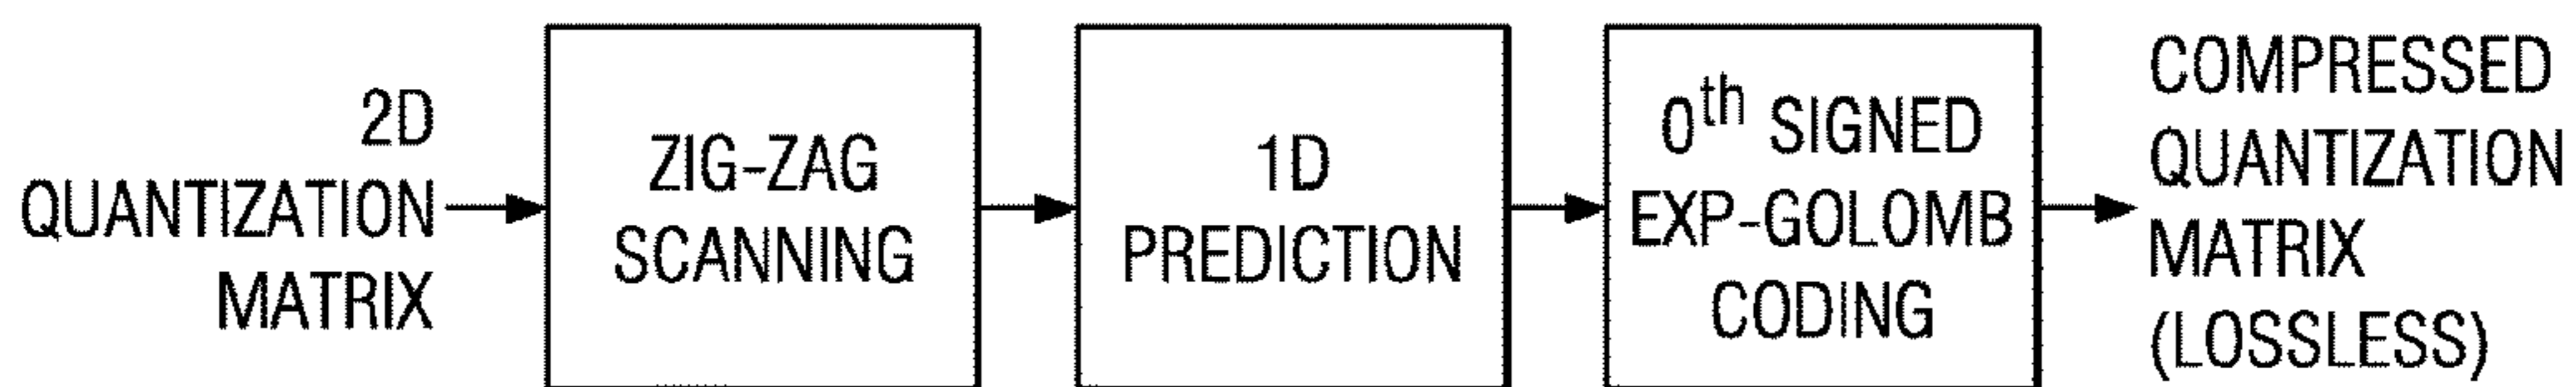 2D
QUANTIZATION
MATRIX
ZIG-ZAG
SCANNING
1D
PREDICTION
0th SIGNED
EXP-GOLOMB
CODING
COMPRESSED
QUANTIZATION
MATRIX
(LOSSLESS)